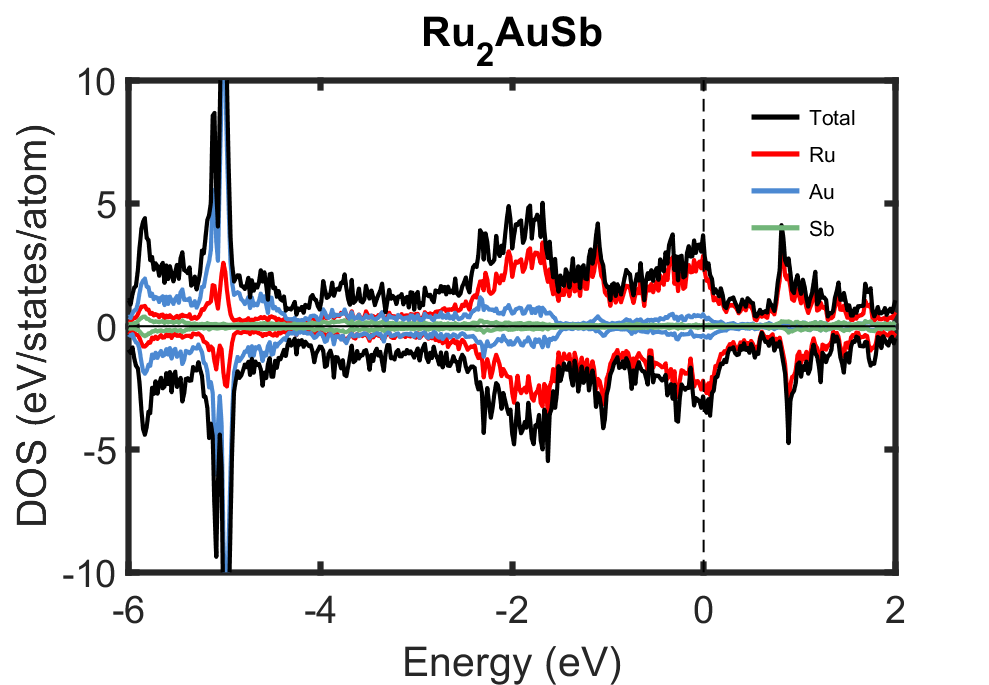 Ru₂AuSb
10
5
0
-5
-10
DOS (eV/states/atom)
Total
Ru
Au
Sb
-6 -4 -2 0 2
Energy (eV)